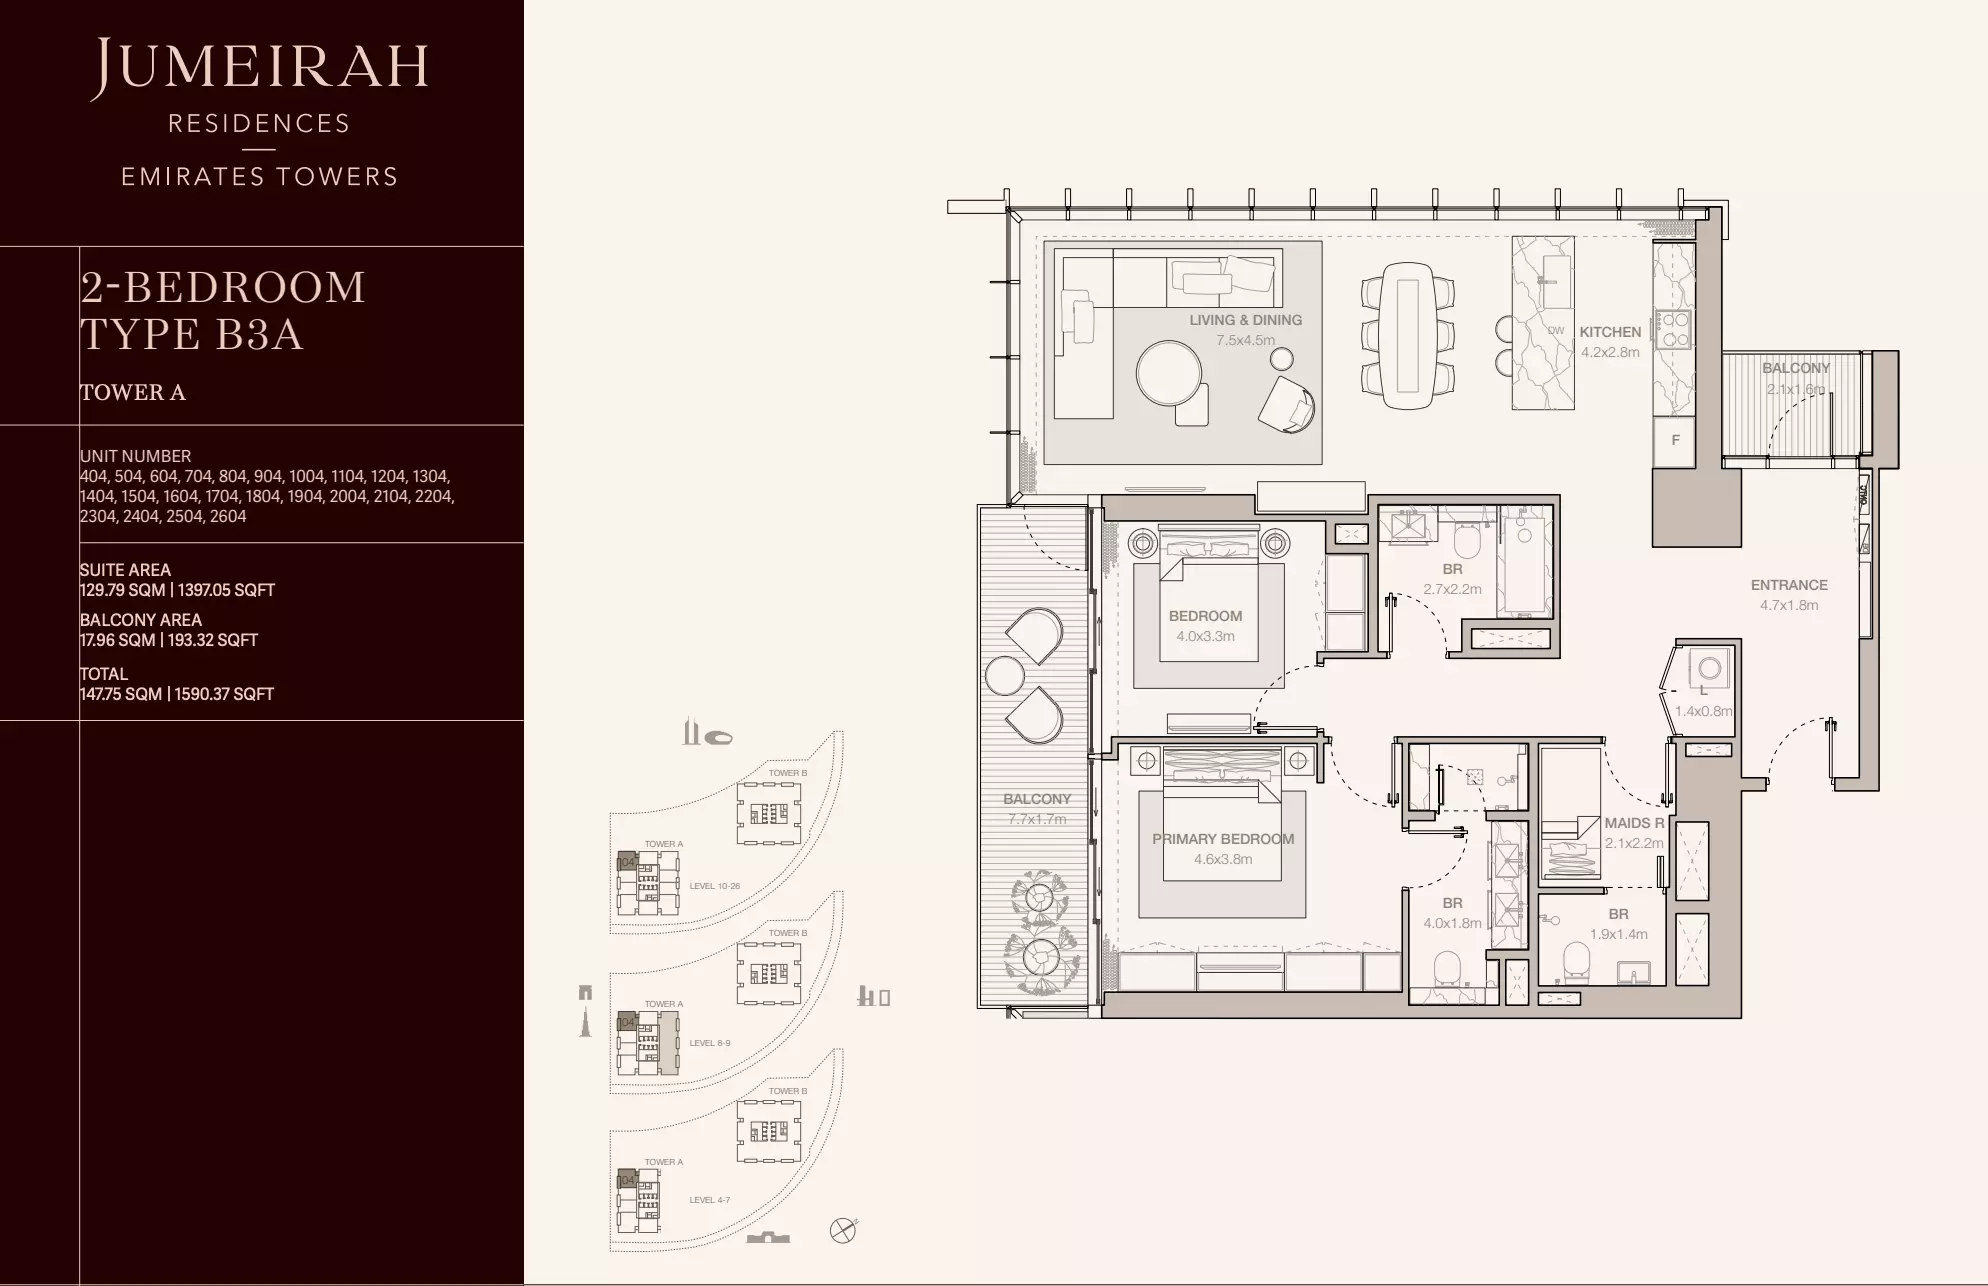 JUMEIRAH
RESIDENCES
EMIRATES TOWERS
2-BEDROOM
TYPE B3A
TOWER A
UNIT NUMBER
404, 504, 604, 704, 804, 904, 1004, 1104, 1204, 1304,
1404, 1504, 1604, 1704, 1804, 1904, 2004, 2104, 2204,
2304, 2404, 2504, 2604
SUITE AREA
129.79 SQM | 1397.05 SQFT
BALCONY AREA
17.96 SQM | 193.32 SQFT
TOTAL
147.75 SQM | 1590.37 SQFT
TOWER B
TOWER A
04
LEVEL 10-26
TOWER B
TOWER A
04
LEVEL 8-9
TOWER B
TOWER A
04
LEVEL 4-7
N
LIVING & DINING
7.5x4.5m
DW
KITCHEN
4.2x2.8m
F
BALCONY
2.1x1.6m
BEDROOM
4.0x3.3m
BR
2.7x2.2m
ENTRANCE
4.7x1.8m
L
1.4x0.8m
BALCONY
7.7x1.7m
PRIMARY BEDROOM
4.6x3.8m
BR
4.0x1.8m
MAIDS R
2.1x2.2m
BR
1.9x1.4m